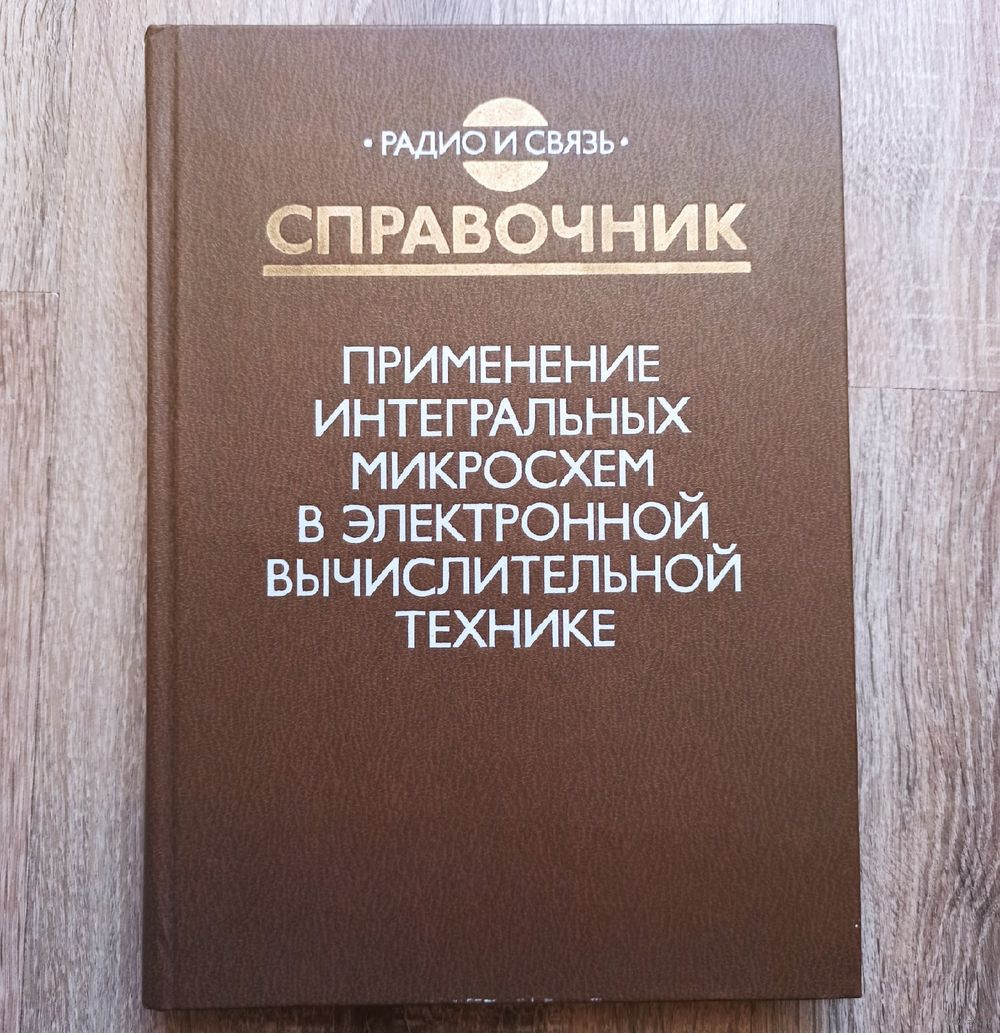 • РАДИО И СВЯЗЬ •
СПРАВОЧНИК
ПРИМЕНЕНИЕ
ИНТЕГРАЛЬНЫХ
МИКРОСХЕМ
В ЭЛЕКТРОННОЙ
ВЫЧИСЛИТЕЛЬНОЙ
ТЕХНИКЕ